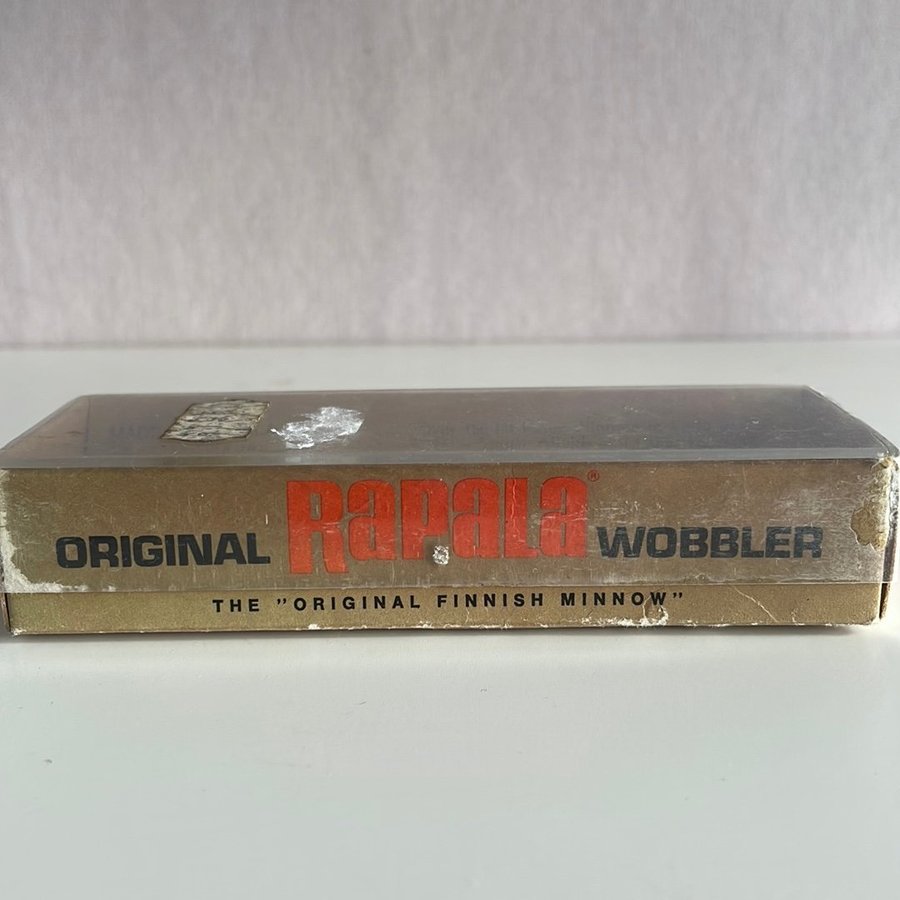 ORIGINAL RAPALA® WOBBLER
THE "ORIGINAL FINNISH MINNOW"